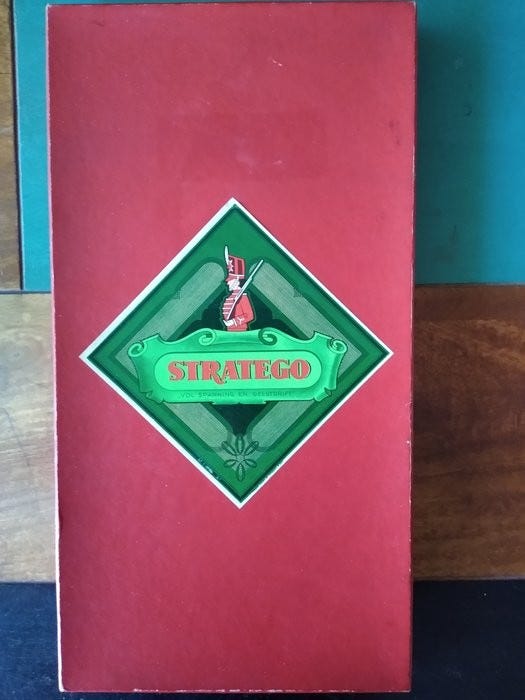 STRATEGO
VOL SPANNING EN GEESTDRIFT